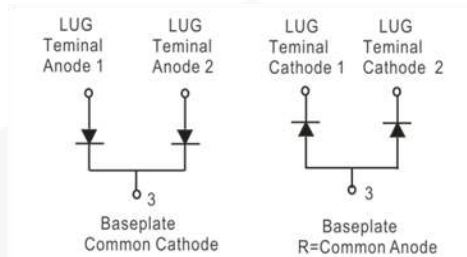 LUG
Teminal
Anode 1
LUG
Teminal
Anode 2
3
Baseplate
Common Cathode
LUG
Teminal
Cathode 1
LUG
Teminal
Cathode 2
3
Baseplate
R=Common Anode